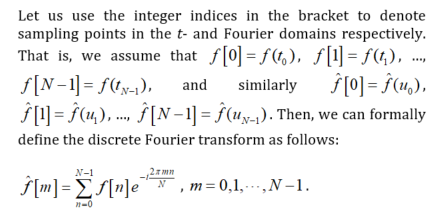 Let us use the integer indices in the bracket to denote
sampling points in the t- and Fourier domains respectively.
That is, we assume that f[0] = f(t₀), f[1] = f(t₁), ...,
f[N−1] = f(t_{N−1}), and similarly f̂[0] = f̂(u₀),
f̂[1] = f̂(u₁), ..., f̂[N−1] = f̂(u_{N−1}). Then, we can formally
define the discrete Fourier transform as follows:
f̂[m] = ∑_{n=0}^{N−1} f[n]e^{−i\frac{2πmn}{N}}, m = 0,1,⋯,N−1.